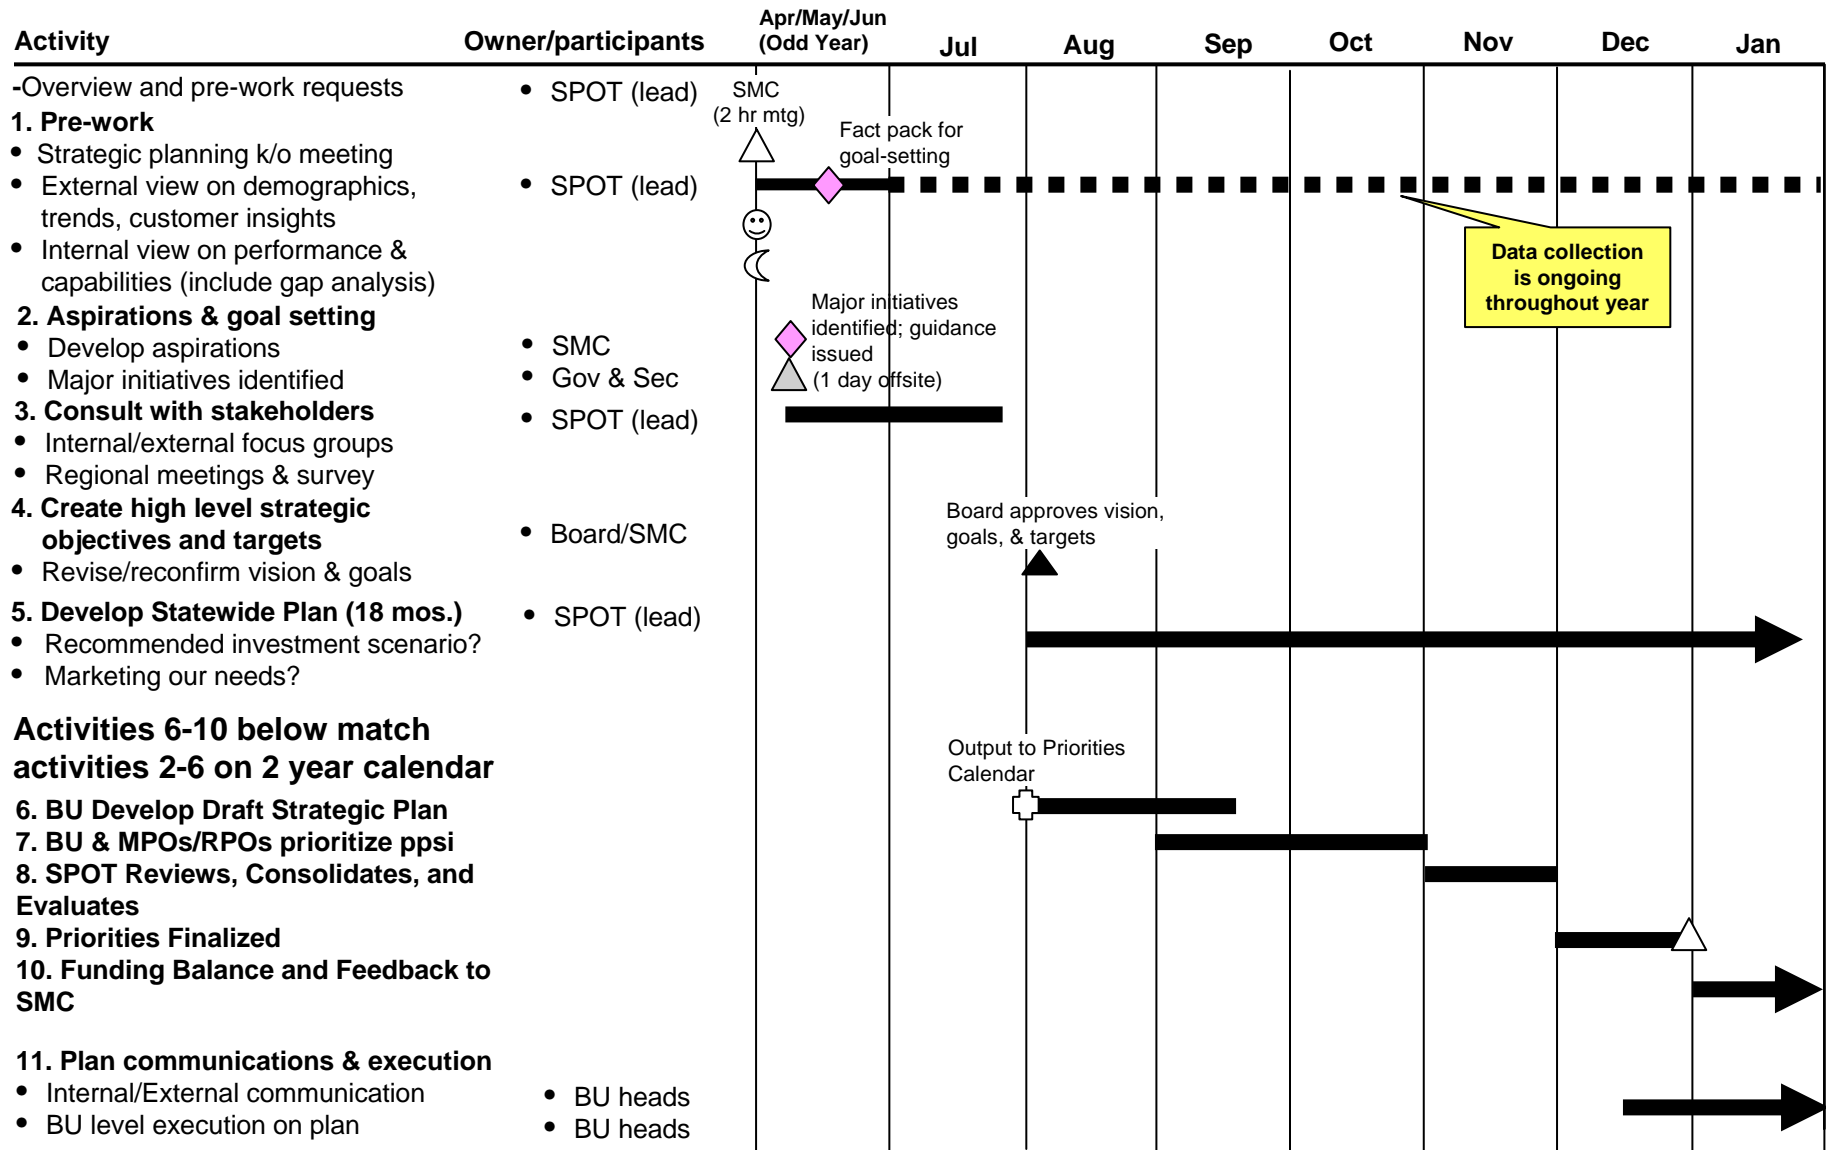 Activity
Owner/participants
Apr/May/Jun
(Odd Year)
Jul
Aug
Sep
Oct
Nov
Dec
Jan
-Overview and pre-work requests
• SPOT (lead)
SMC
(2 hr mtg)
1. Pre-work
• Strategic planning k/o meeting
Fact pack for
goal-setting
• External view on demographics,
trends, customer insights
• SPOT (lead)
• Internal view on performance &
capabilities (include gap analysis)
Data collection
is ongoing
throughout year
2. Aspirations & goal setting
• Develop aspirations
• SMC
• Major initiatives identified
• Gov & Sec
Major initiatives
identified; guidance
issued
(1 day offsite)
3. Consult with stakeholders
• SPOT (lead)
• Internal/external focus groups
• Regional meetings & survey
4. Create high level strategic
objectives and targets
• Board/SMC
• Revise/reconfirm vision & goals
Board approves vision,
goals, & targets
5. Develop Statewide Plan (18 mos.)
• SPOT (lead)
• Recommended investment scenario?
• Marketing our needs?
Activities 6-10 below match
activities 2-6 on 2 year calendar
Output to Priorities
Calendar
6. BU Develop Draft Strategic Plan
7. BU & MPOs/RPOs prioritize ppsi
8. SPOT Reviews, Consolidates, and
Evaluates
9. Priorities Finalized
10. Funding Balance and Feedback to
SMC
11. Plan communications & execution
• Internal/External communication
• BU heads
• BU level execution on plan
• BU heads